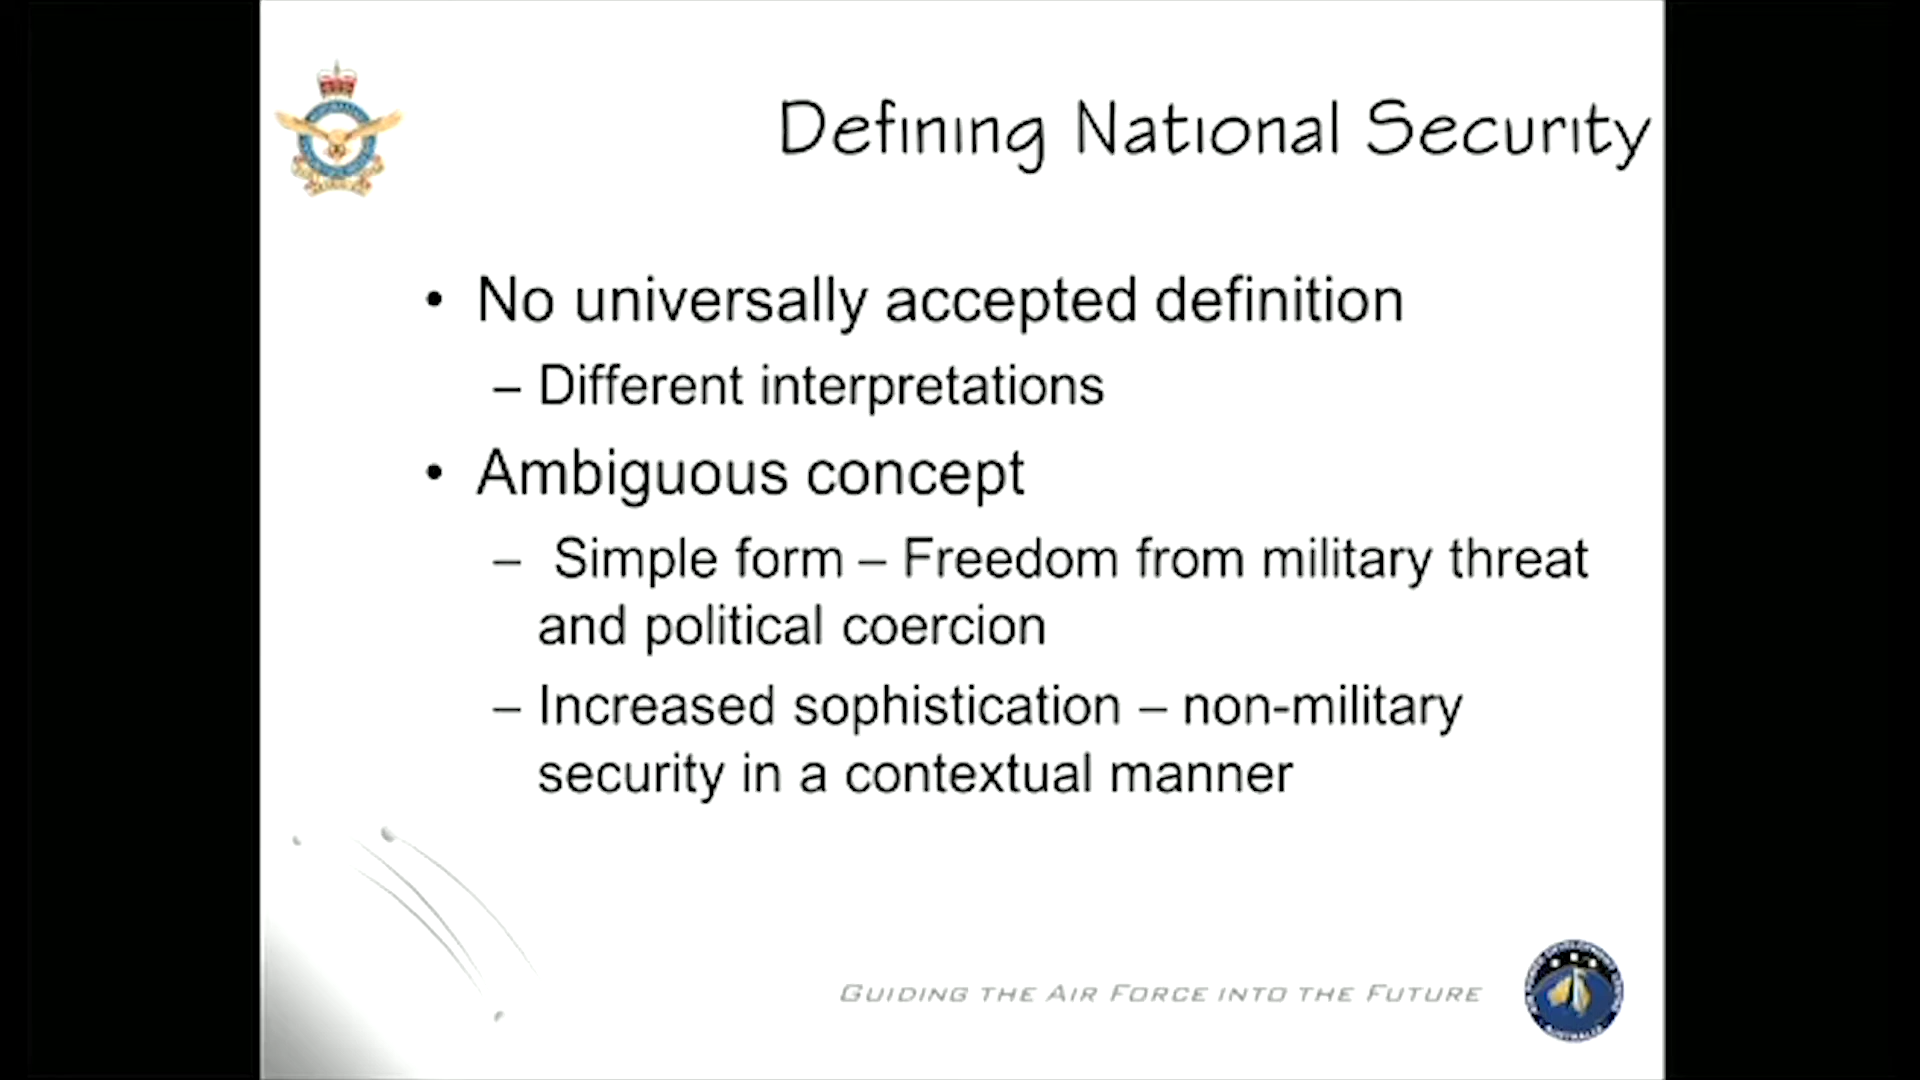 Defining National Security
• No universally accepted definition
– Different interpretations
• Ambiguous concept
– Simple form – Freedom from military threat
and political coercion
– Increased sophistication – non-military
security in a contextual manner
GUIDING THE AIR FORCE INTO THE FUTURE
AUSTRALIA